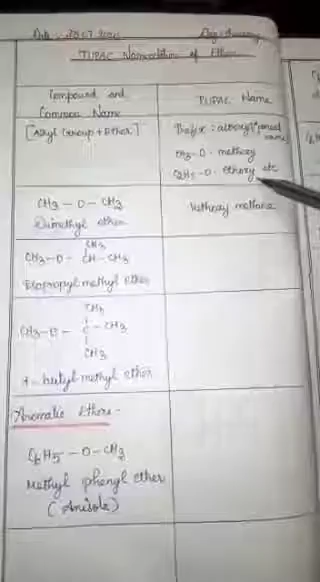 IUPAC Nomenclature of Ethers
Compound and
Common Name
IUPAC Name
[Alkyl Group + Ether]
Prefix : alkoxy
CH3-O- methoxy
C2H5-O- ethoxy etc
CH3 - O - CH3
Dimethyl ether
Methoxy methane
CH3
CH3-O- CH-CH3
Isopropyl methyl ether
CH3
CH3-O- C - CH3
CH3
t-butyl methyl ether
Aromatic Ethers -
C6H5 -O-CH3
Methyl phenyl ether
(Anisole)